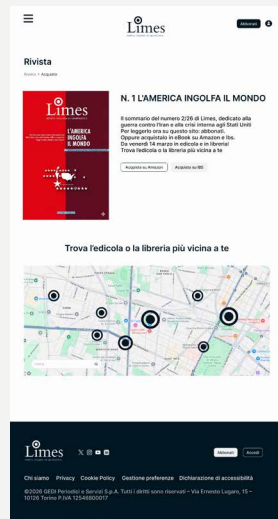 Limes
Abbonati
Rivista
Rivista > Acquista
Limes
L'AMERICA
INGOLFA
IL MONDO
N. 1 L'AMERICA INGOLFA IL MONDO
Il sommario del numero 2/26 di Limes, dedicato alla
guerra contro l'Iran e alla crisi interna agli Stati Uniti
Per leggerlo ora su questo sito: abbonati.
Oppure acquistalo in eBook su Amazon e Ibs.
Da venerdì 14 marzo in edicola e in libreria!
Trova l'edicola o la libreria più vicina a te
Acquista su Amazon
Acquista su IBS
Trova l'edicola o la libreria più vicina a te
Limes
Abbonati
Accedi
Chi siamo Privacy Cookie Policy Gestione preferenze Dichiarazione di accessibilità
©2026 GEDI Periodici e Servizi S.p.A. Tutti i diritti sono riservati – Via Ernesto Lugaro, 15 –
10126 Torino P.IVA 12546800017